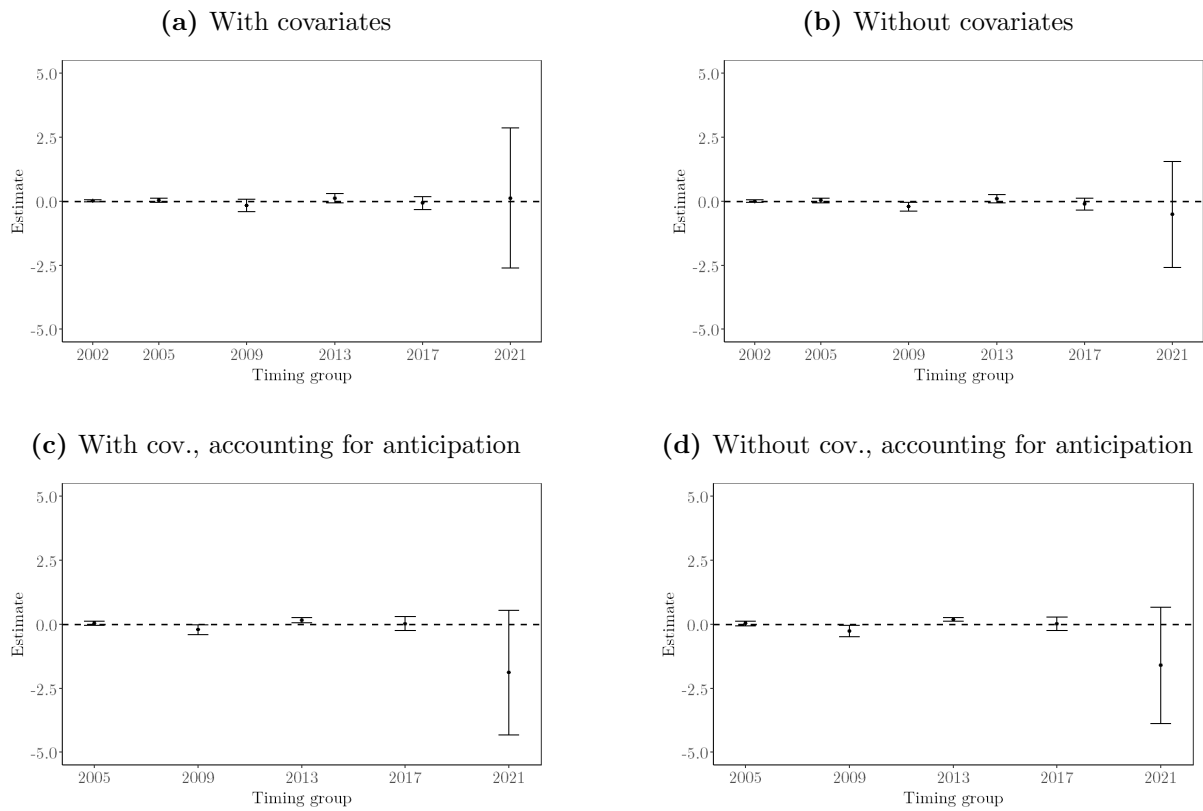 (a) With covariates
5.0
2.5
0.0
-2.5
-5.0
Estimate
2002 2005 2009 2013 2017 2021
Timing group
(b) Without covariates
5.0
2.5
0.0
-2.5
-5.0
Estimate
2002 2005 2009 2013 2017 2021
Timing group
(c) With cov., accounting for anticipation
5.0
2.5
0.0
-2.5
-5.0
Estimate
2005 2009 2013 2017 2021
Timing group
(d) Without cov., accounting for anticipation
5.0
2.5
0.0
-2.5
-5.0
Estimate
2005 2009 2013 2017 2021
Timing group